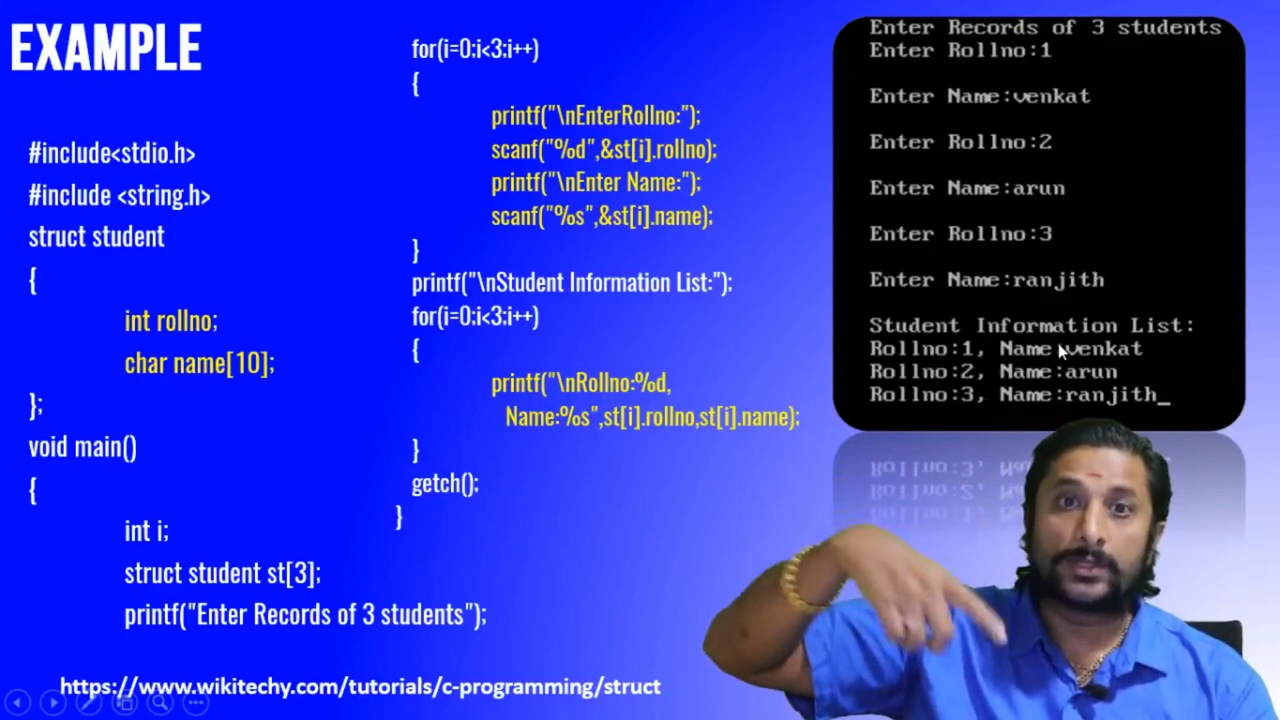 EXAMPLE
#include<stdio.h>
#include <string.h>
struct student
{
int rollno;
char name[10];
};
void main()
{
int i;
struct student st[3];
printf("Enter Records of 3 students");
for(i=0;i<3;i++)
{
printf("\nEnterRollno:");
scanf("%d",&st[i].rollno);
printf("\nEnter Name:");
scanf("%s",&st[i].name);
}
printf("\nStudent Information List:");
for(i=0;i<3;i++)
{
printf("\nRollno:%d,
Name:%s",st[i].rollno,st[i].name);
}
getch();
}
Enter Records of 3 students
Enter Rollno:1
Enter Name:venkat
Enter Rollno:2
Enter Name:arun
Enter Rollno:3
Enter Name:ranjith
Student Information List:
Rollno:1, Name:venkat
Rollno:2, Name:arun
Rollno:3, Name:ranjith_
https://www.wikitechy.com/tutorials/c-programming/struct